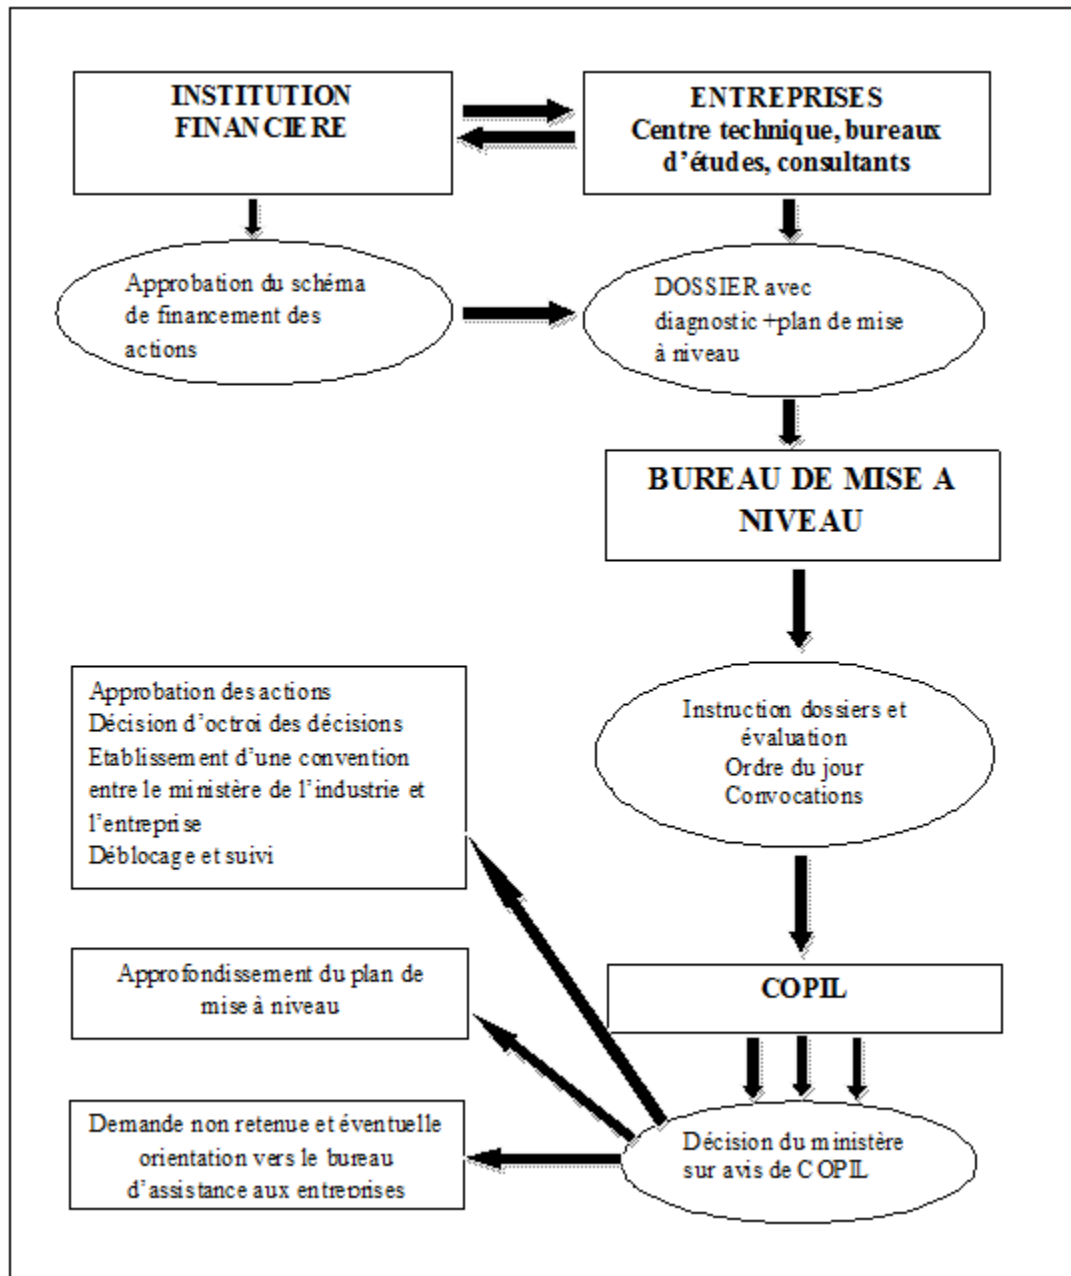 INSTITUTION
FINANCIERE
ENTREPRISES
Centre technique, bureaux
d'études, consultants
Approbation du schéma
de financement des
actions
DOSSIER avec
diagnostic +plan de mise
à niveau
BUREAU DE MISE A
NIVEAU
Instruction dossiers et
évaluation
Ordre du jour
Convocations
Approbation des actions
Décision d'octroi des décisions
Etablissement d'une convention
entre le ministère de l'industrie et
l'entreprise
Déblocage et suivi
Approfondissement du plan de
mise à niveau
COPIL
Demande non retenue et éventuelle
orientation vers le bureau
d'assistance aux entreprises
Décision du ministère
sur avis de COPIL